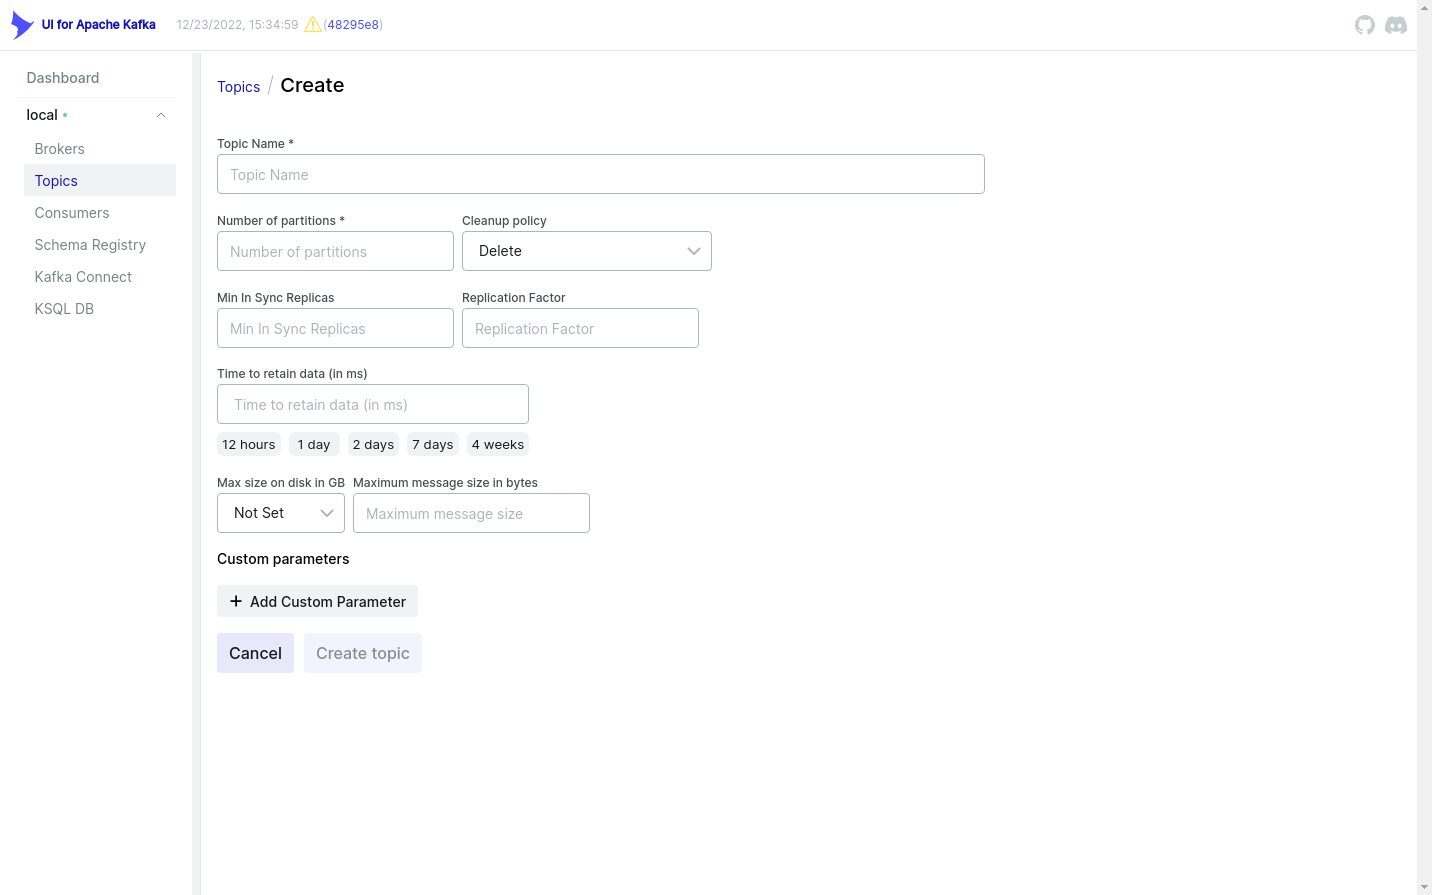 UI for Apache Kafka 12/23/2022, 15:34:59 (48295e8)
Dashboard
local
Brokers
Topics
Consumers
Schema Registry
Kafka Connect
KSQL DB
Topics / Create
Topic Name *
Topic Name
Number of partitions * Cleanup policy
Number of partitions Delete
Min In Sync Replicas Replication Factor
Min In Sync Replicas Replication Factor
Time to retain data (in ms)
Time to retain data (in ms)
12 hours 1 day 2 days 7 days 4 weeks
Max size on disk in GB Maximum message size in bytes
Not Set Maximum message size
Custom parameters
Add Custom Parameter
Cancel Create topic